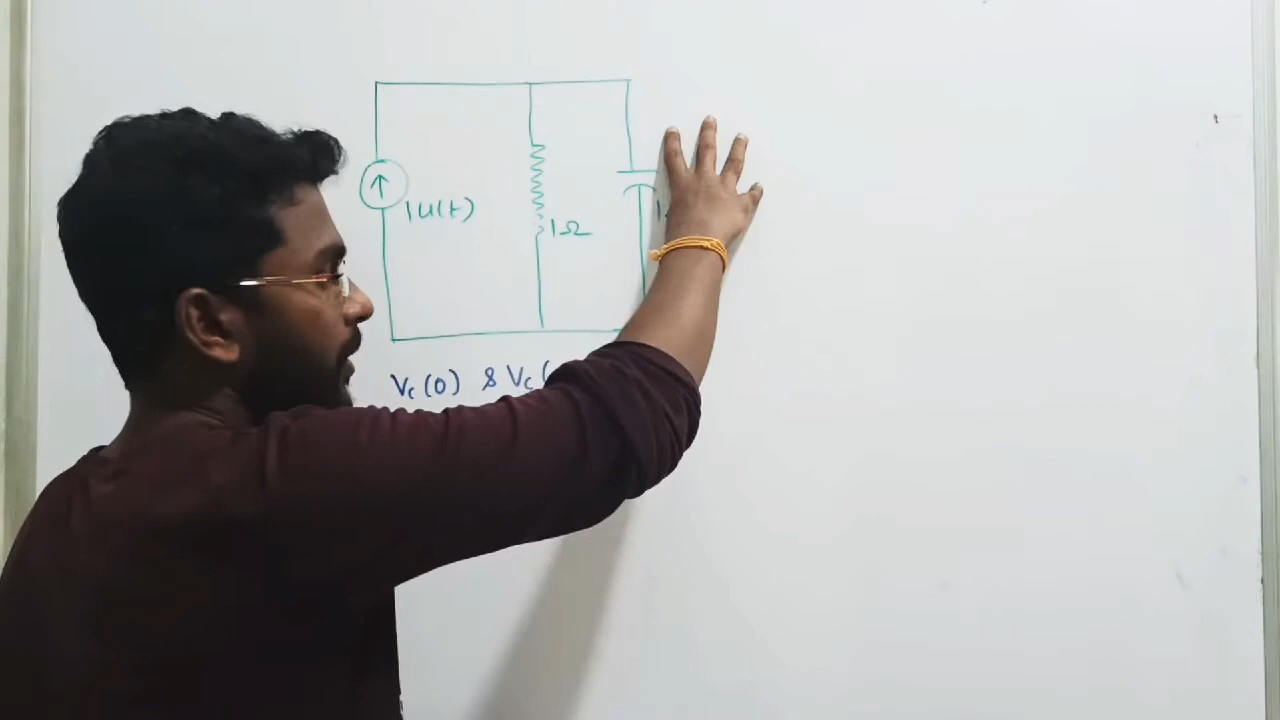 1u(t)
1Ω
Vc(0) & Vc(